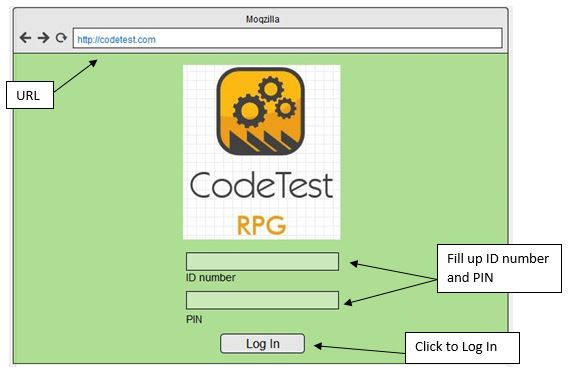 Moqzilla
http://codetest.com
URL
CodeTest
RPG
ID number
Fill up ID number
and PIN
PIN
Log In
Click to Log In